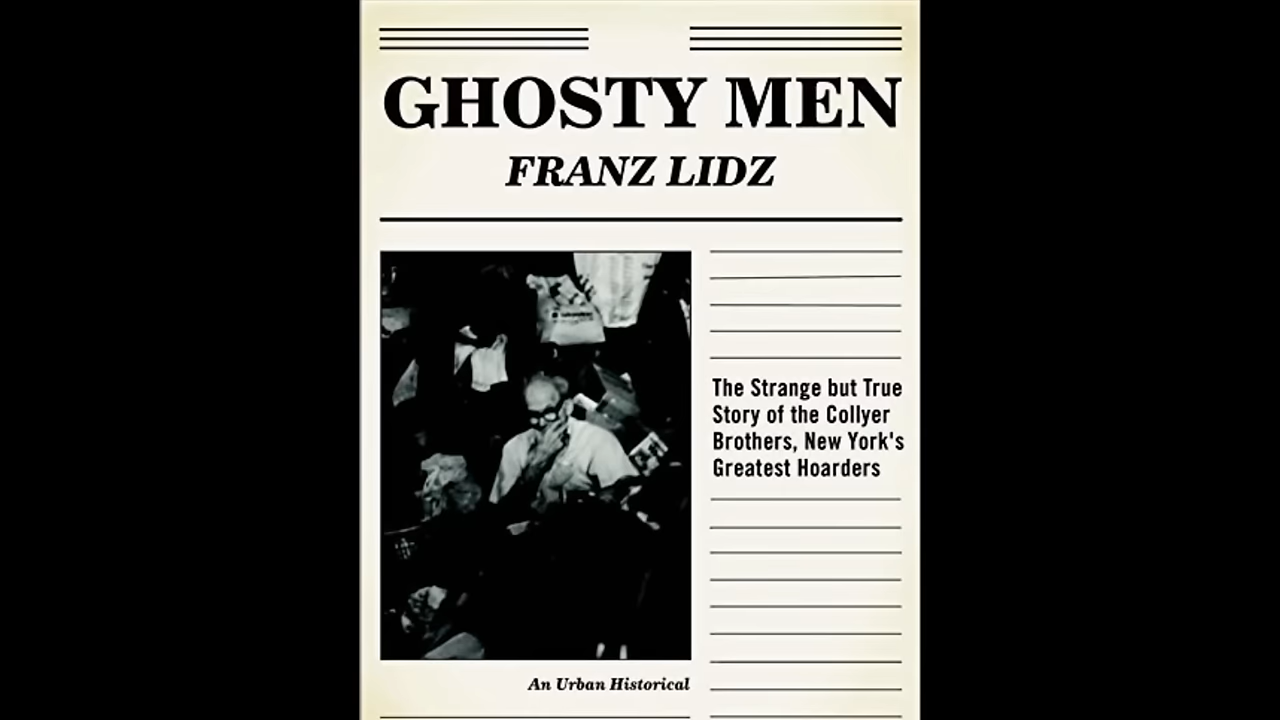 GHOSTY MEN
FRANZ LIDZ
The Strange but True
Story of the Collyer
Brothers, New York's
Greatest Hoarders
An Urban Historical